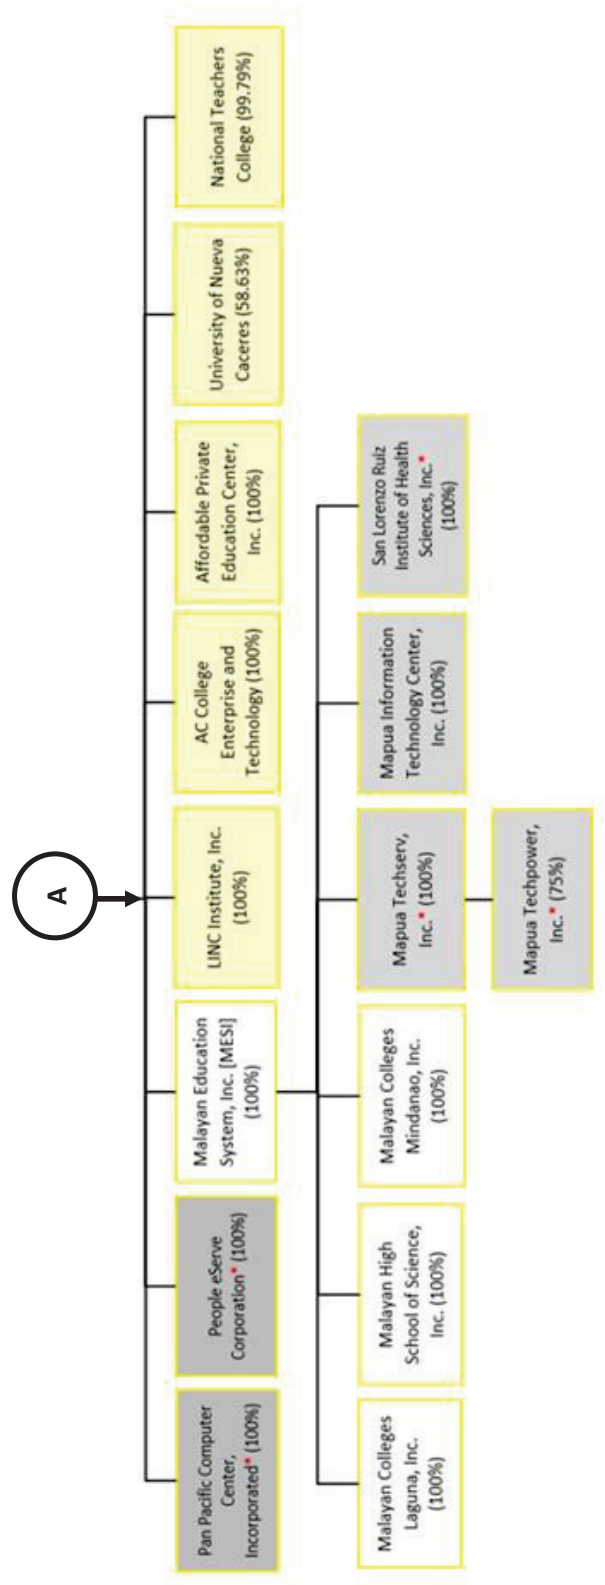 A
Pan Pacific Computer
Center,
Incorporated* (100%)
People eServe
Corporation* (100%)
Malayan Education
System, Inc. [MESI]
(100%)
LINC Institute, Inc.
(100%)
AC College
Enterprise and
Technology (100%)
Affordable Private
Education Center,
Inc. (100%)
University of Nueva
Caceres (58.63%)
National Teachers
College (99.79%)
Malayan Colleges
Laguna, Inc.
(100%)
Malayan High
School of Science,
Inc. (100%)
Malayan Colleges
Mindanao, Inc.
(100%)
Mapua Techserv,
Inc.* (100%)
Mapua Information
Technology Center,
Inc. (100%)
San Lorenzo Ruiz
Institute of Health
Sciences, Inc.*
(100%)
Mapua Techpower,
Inc.* (75%)